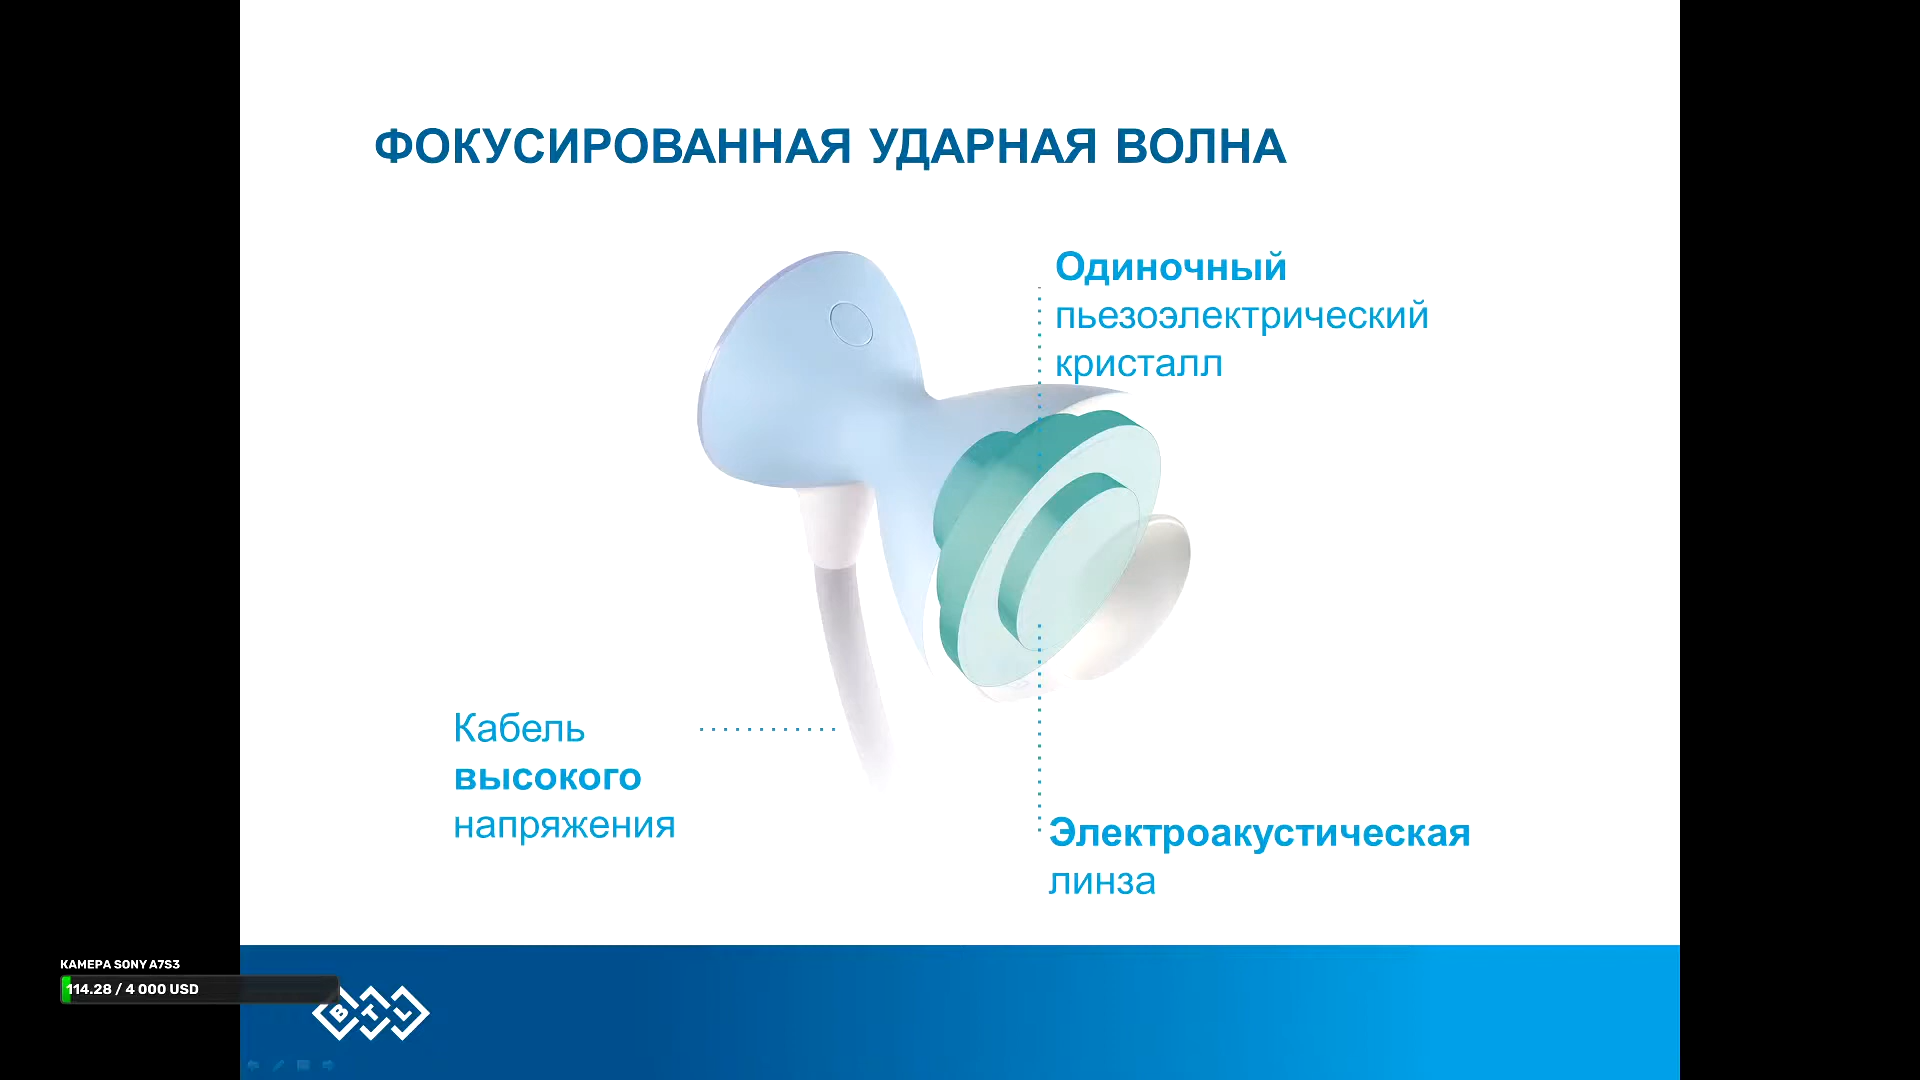 ФОКУСИРОВАННАЯ УДАРНАЯ ВОЛНА
Одиночный
пьезоэлектрический
кристалл
Кабель
высокого
напряжения
Электроакустическая
линза
КАМЕРА SONY A7S3
114.28 / 4 000 USD
BTL